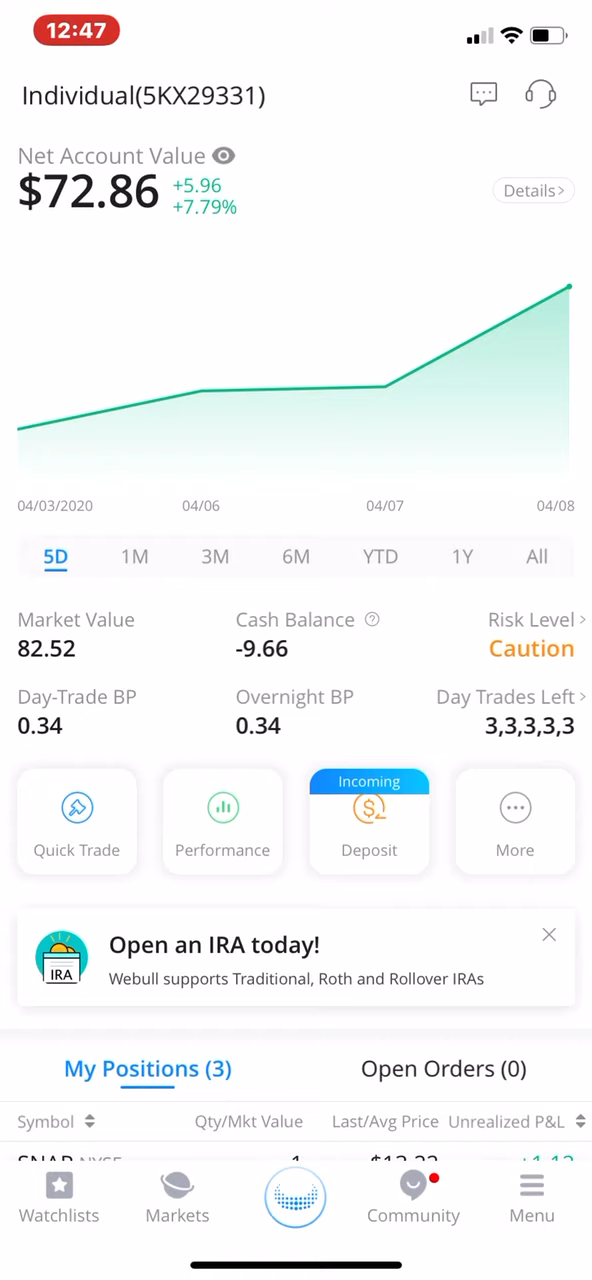 12:47
Individual(5KX29331)
Net Account Value
$72.86 +5.96
+7.79%
Details>
04/03/2020 04/06 04/07 04/08
5D 1M 3M 6M YTD 1Y All
Market Value Cash Balance ? Risk Level >
82.52 -9.66 Caution
Day-Trade BP Overnight BP Day Trades Left >
0.34 0.34 3,3,3,3,3
Incoming
Quick Trade Performance Deposit More
Open an IRA today!
IRA
Webull supports Traditional, Roth and Rollover IRAs
My Positions (3) Open Orders (0)
Symbol Qty/Mkt Value Last/Avg Price Unrealized P&L
SNAP NYSE 1
Watchlists Markets Community Menu